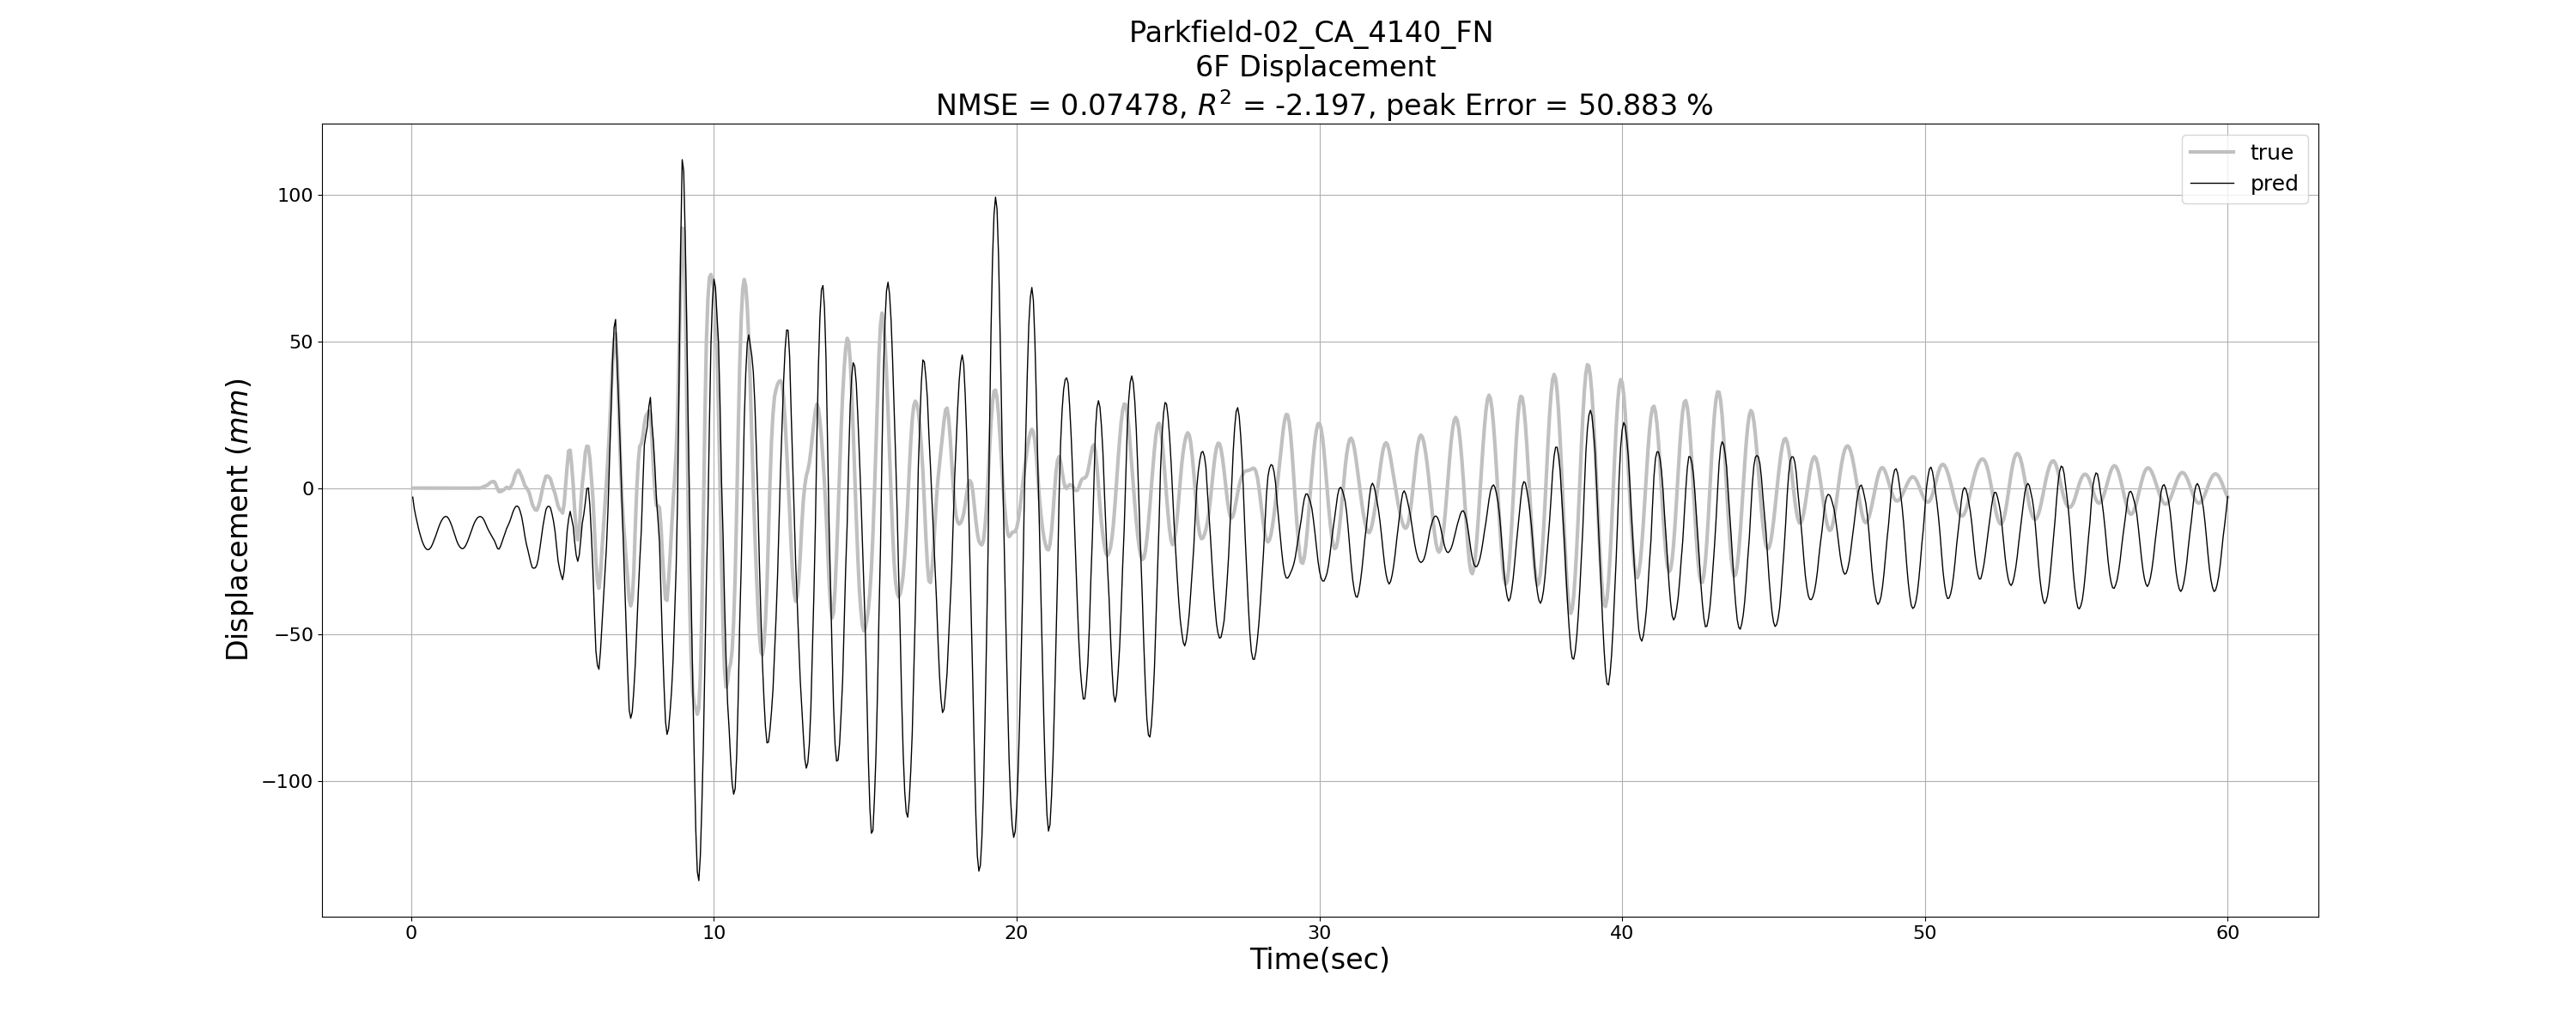 Parkfield-02_CA_4140_FN
6F Displacement
NMSE = 0.07478, R² = -2.197, peak Error = 50.883 %
true
pred
Displacement (mm)
100
50
0
−50
−100
0 10 20 30 40 50 60
Time(sec)